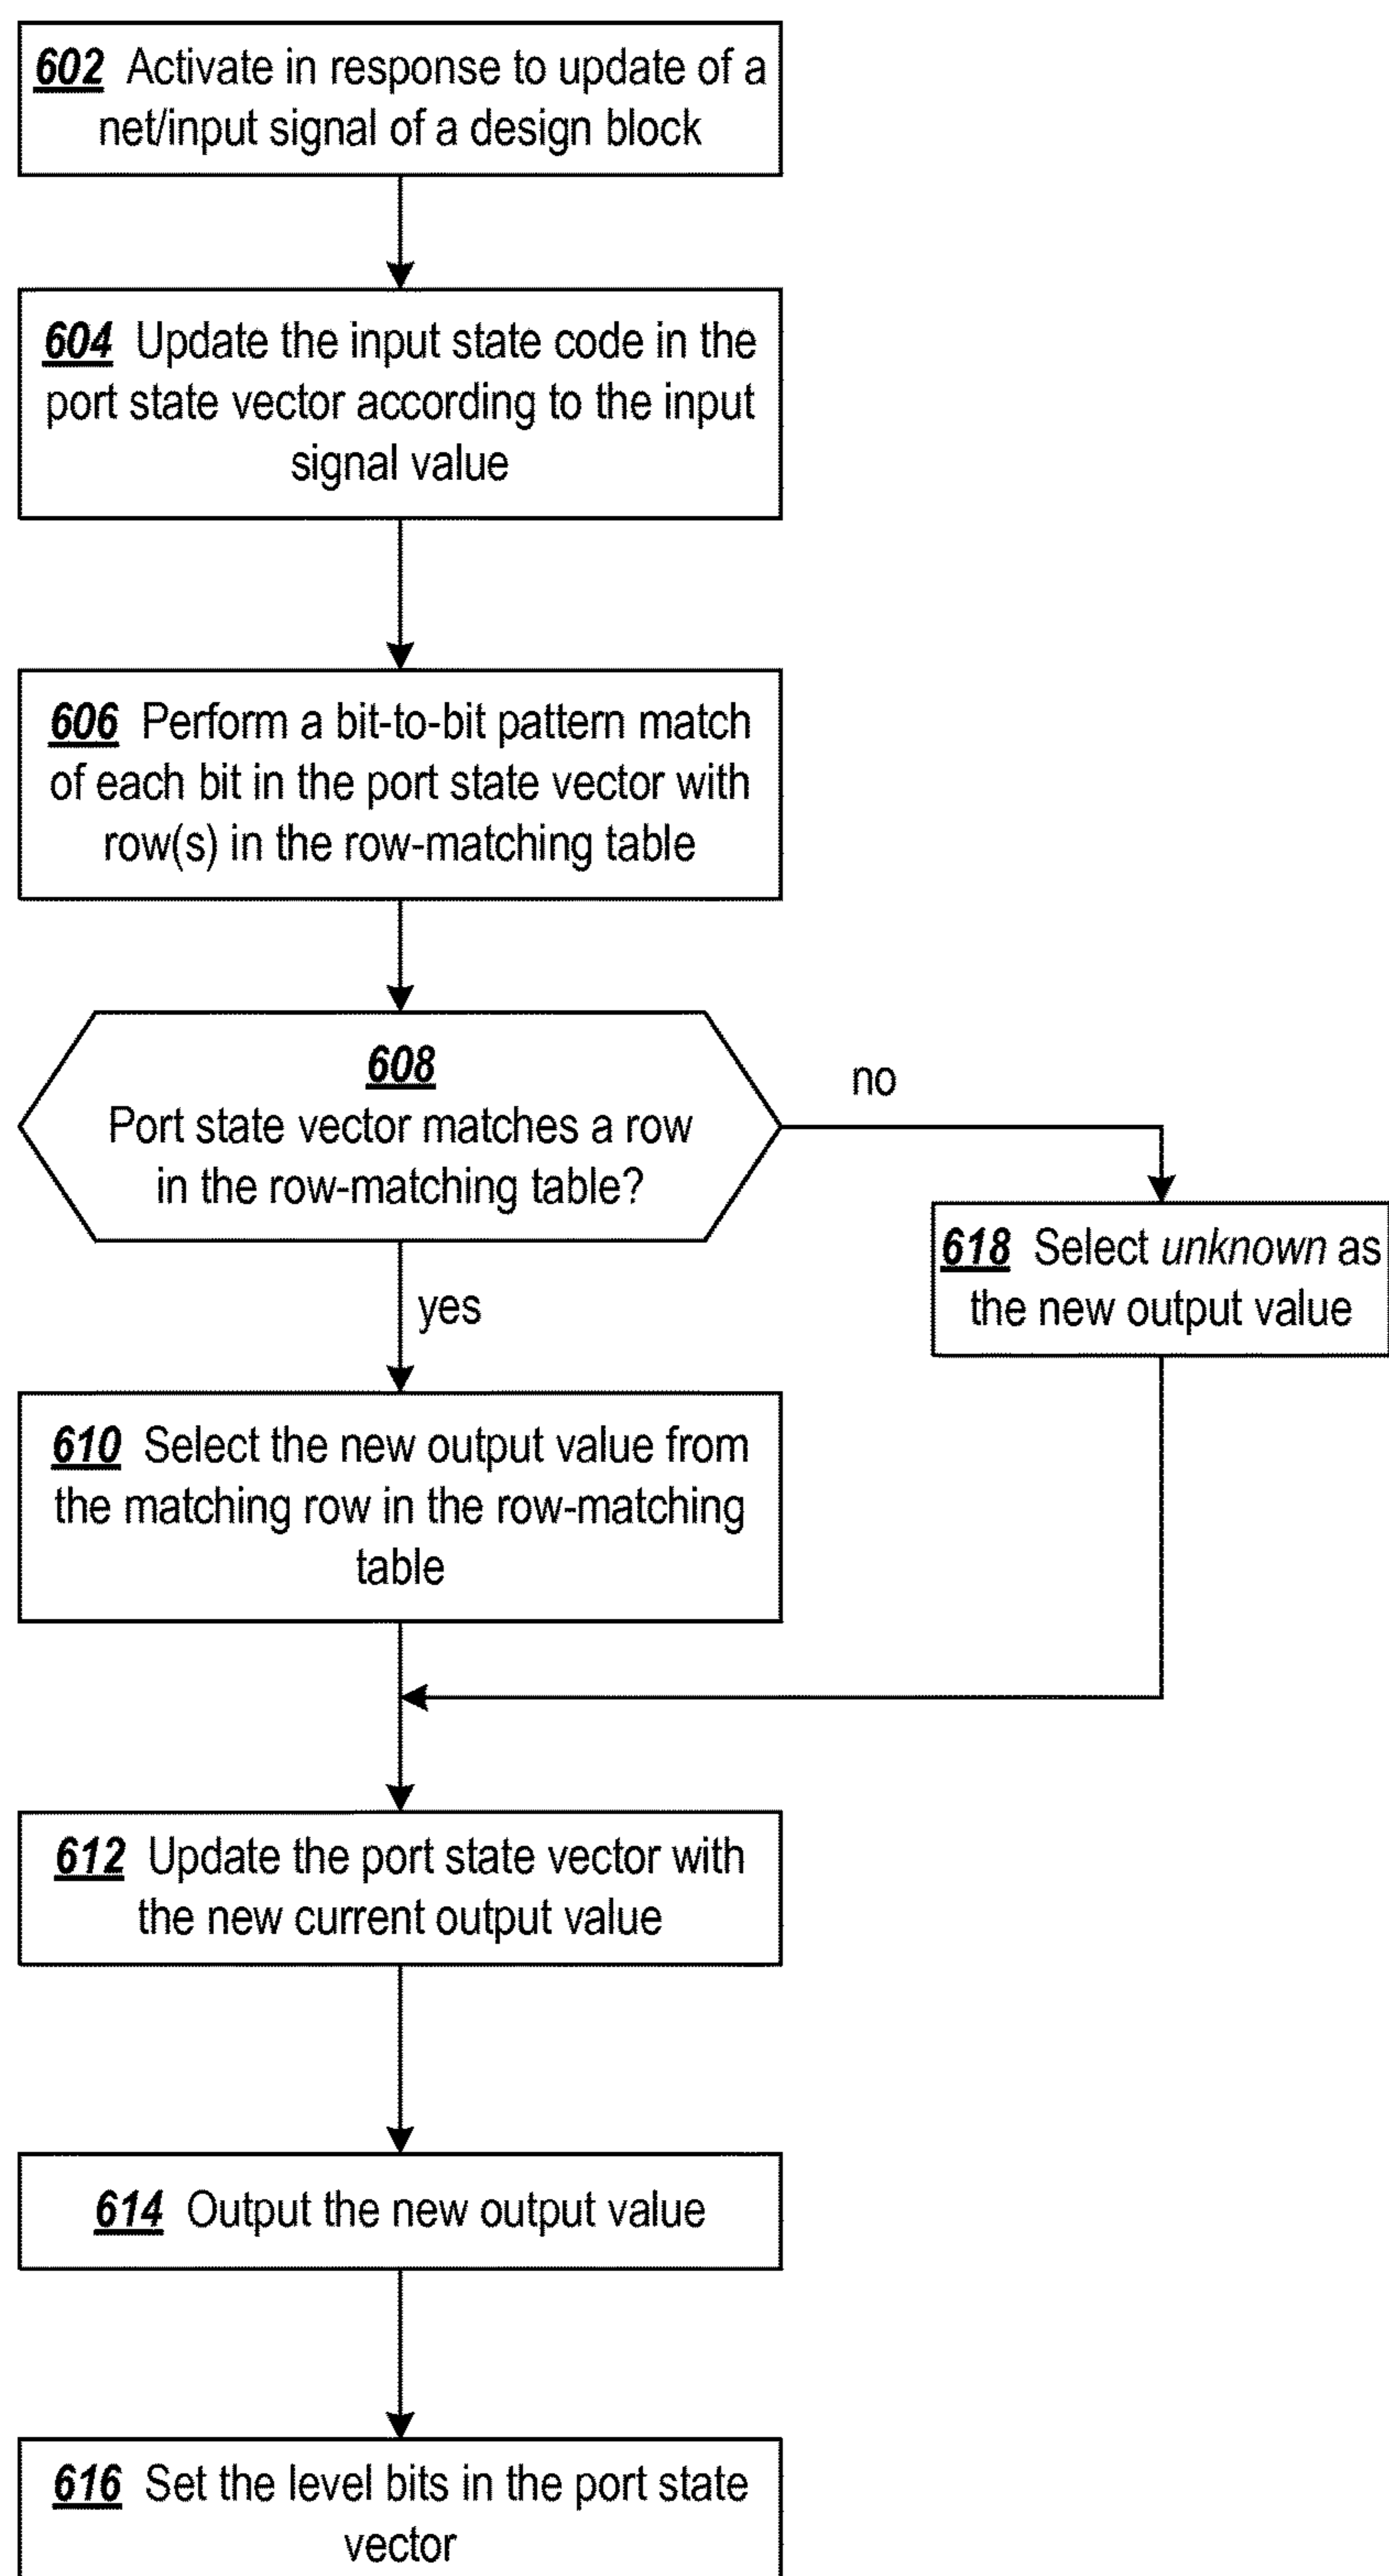 602 Activate in response to update of a
net/input signal of a design block
604 Update the input state code in the
port state vector according to the input
signal value
606 Perform a bit-to-bit pattern match
of each bit in the port state vector with
row(s) in the row-matching table
608
Port state vector matches a row
in the row-matching table?
no
618 Select unknown as
the new output value
yes
610 Select the new output value from
the matching row in the row-matching
table
612 Update the port state vector with
the new current output value
614 Output the new output value
616 Set the level bits in the port state
vector